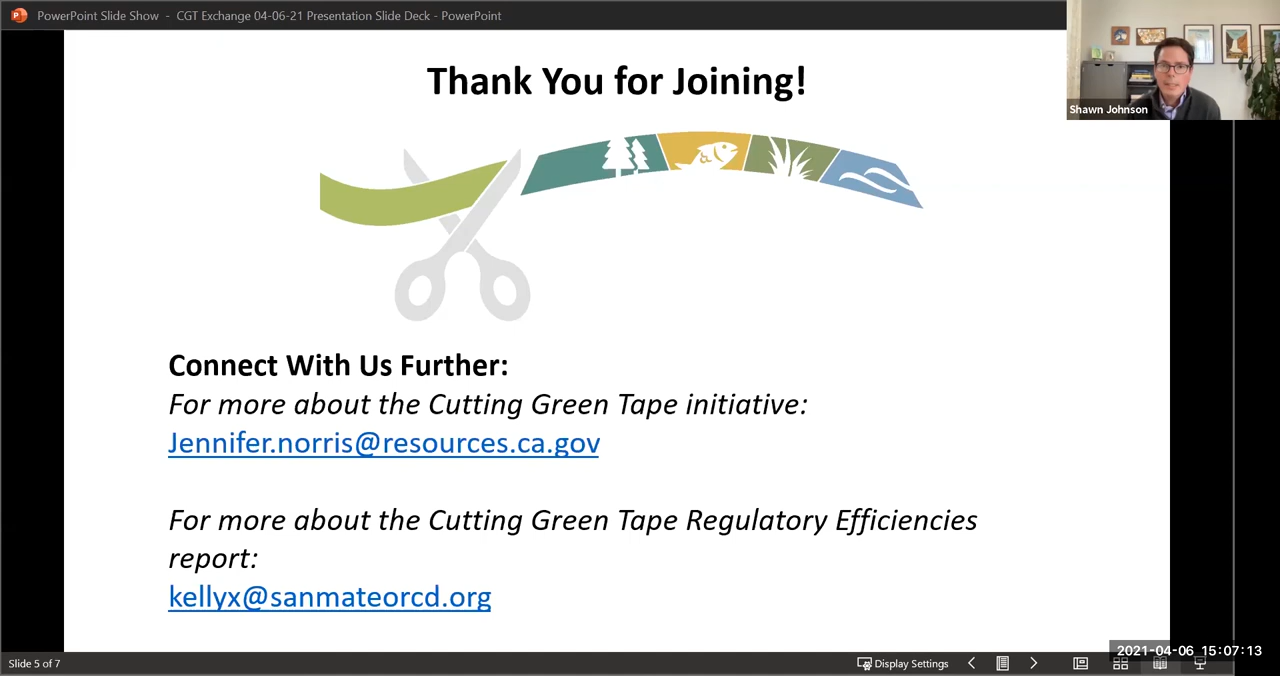 PowerPoint Slide Show - CGT Exchange 04-06-21 Presentation Slide Deck - PowerPoint
Shawn Johnson
Thank You for Joining!
Connect With Us Further:
For more about the Cutting Green Tape initiative:
Jennifer.norris@resources.ca.gov
For more about the Cutting Green Tape Regulatory Efficiencies
report:
kellyx@sanmateorcd.org
2021-04-06 15:07:13
Slide 5 of 7
Display Settings